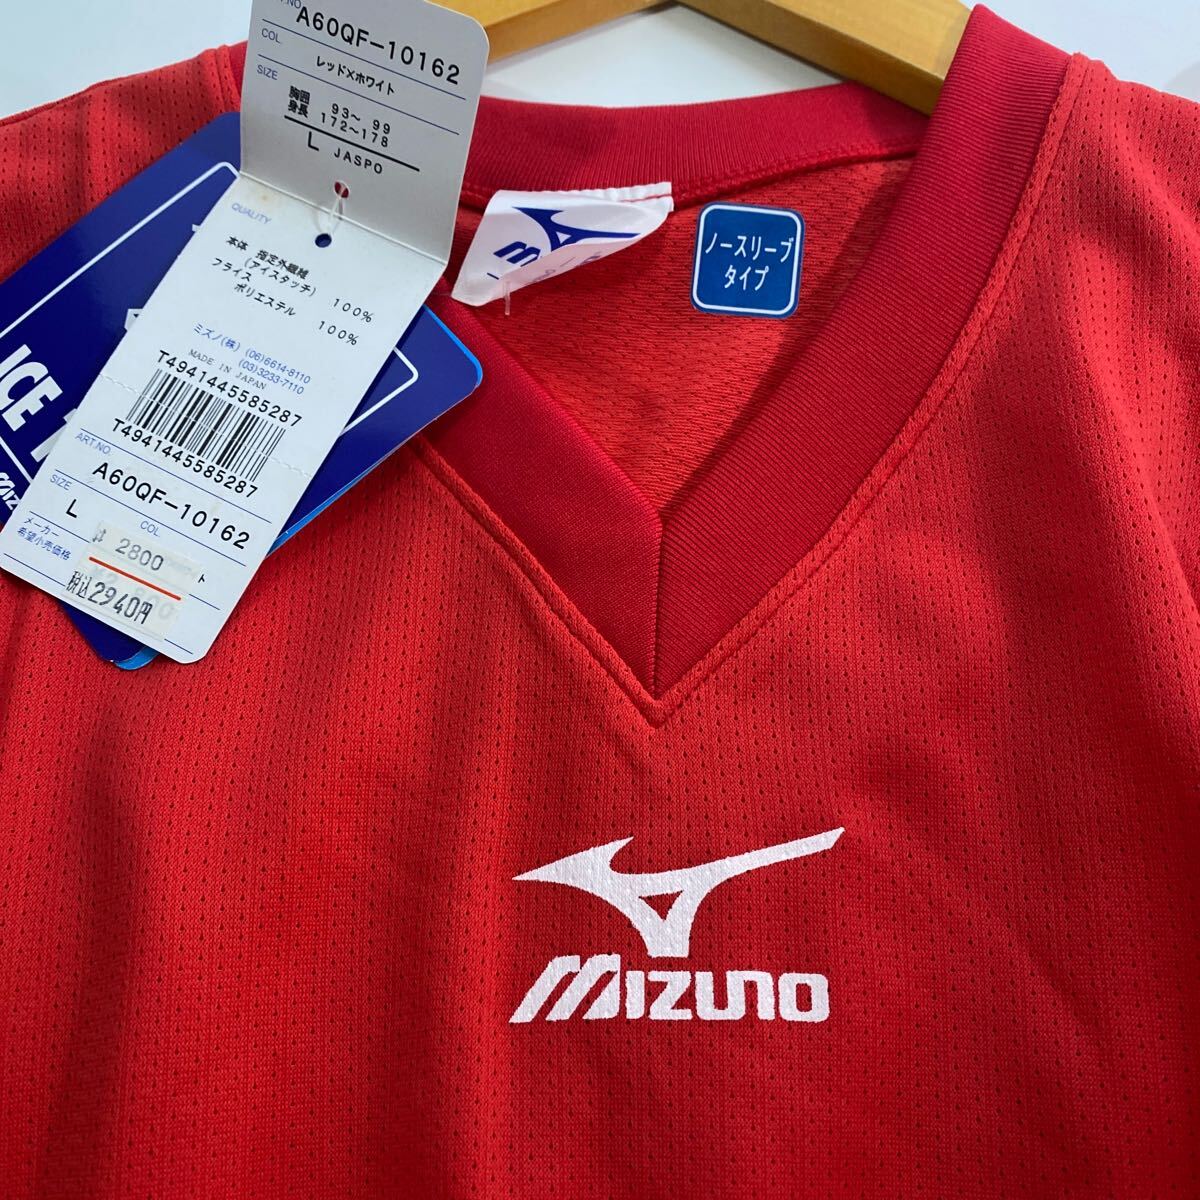 ART.NO.
A60QF-10162
COL.
レッド×ホワイト
SIZE
胸囲 93～ 99
身長 172～178
L JASPO
QUALITY
本体 指定外繊維
(アイスタッチ) 100%
フライス
ポリエステル 100%
ミズノ(株) (06)6614-8110
(03)3233-7110
MADE IN JAPAN
T4941445585287
T4941445585287
ART.NO.
A60QF-10162
SIZE
L
COL.
メーカー
希望小売価格
¥ 2800
税込2940円
ICE
MIZU
ノースリーブ
タイプ
MIZUNO